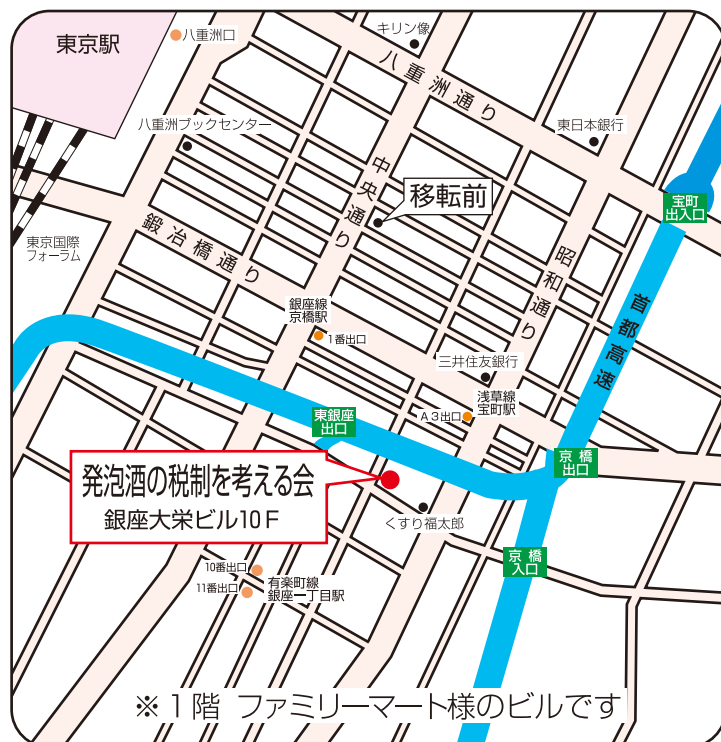 東京駅
八重洲口
キリン像
八重洲通り
八重洲ブックセンター
東日本銀行
中央通り
移転前
宝町
出入口
東京国際
フォーラム
鍛冶橋通り
昭和通り
首都高速
銀座線
京橋駅
1番出口
三井住友銀行
浅草線
宝町駅
A3出口
東銀座
出口
京橋
出口
発泡酒の税制を考える会
銀座大栄ビル10F
くすり福太郎
京橋
入口
10番出口
11番出口
有楽町線
銀座一丁目駅
※1階 ファミリーマート様のビルです